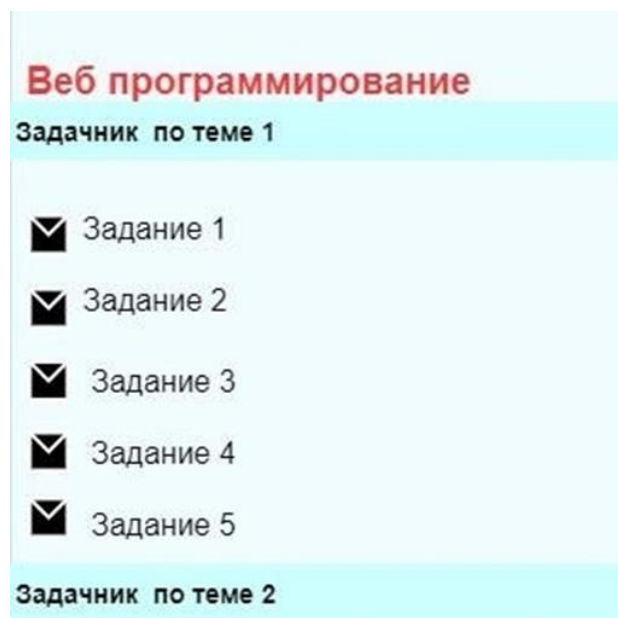 Веб программирование
Задачник по теме 1
Задание 1
Задание 2
Задание 3
Задание 4
Задание 5
Задачник по теме 2